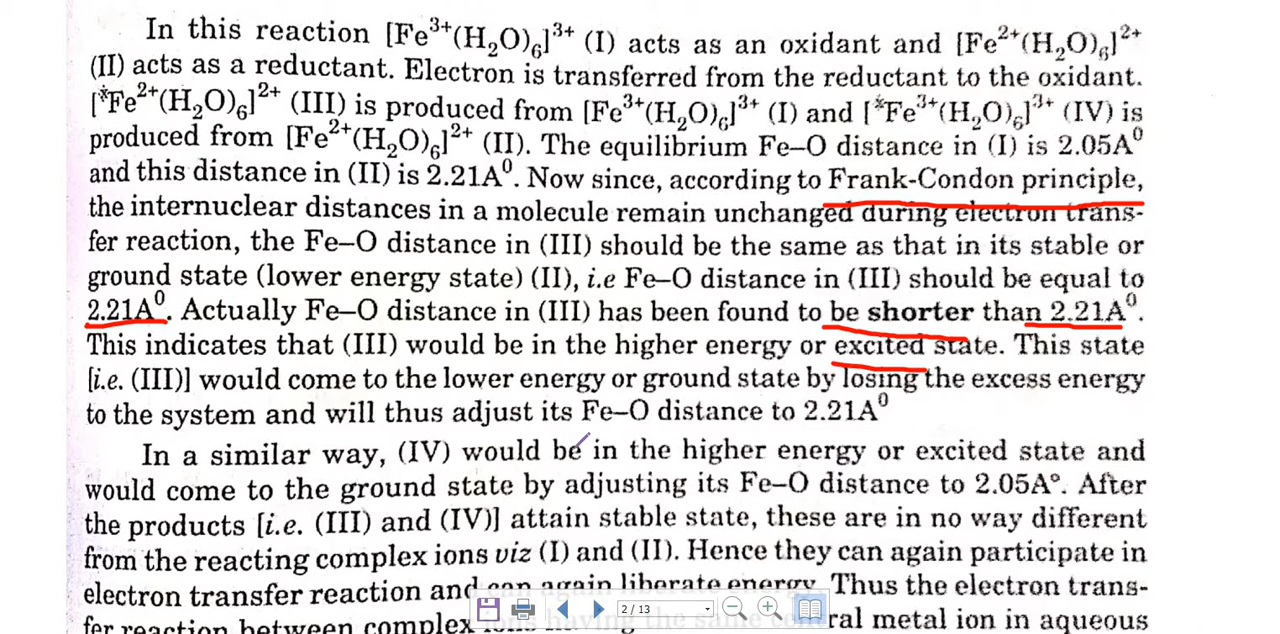 In this reaction [Fe³⁺(H₂O)₆]³⁺ (I) acts as an oxidant and [Fe²⁺(H₂O)₆]²⁺
(II) acts as a reductant. Electron is transferred from the reductant to the oxidant.
[*Fe²⁺(H₂O)₆]²⁺ (III) is produced from [Fe³⁺(H₂O)₆]³⁺ (I) and [*Fe³⁺(H₂O)₆]³⁺ (IV) is
produced from [Fe²⁺(H₂O)₆]²⁺ (II). The equilibrium Fe–O distance in (I) is 2.05A⁰
and this distance in (II) is 2.21A⁰. Now since, according to Frank-Condon principle,
the internuclear distances in a molecule remain unchanged during electron trans-
fer reaction, the Fe–O distance in (III) should be the same as that in its stable or
ground state (lower energy state) (II), i.e Fe–O distance in (III) should be equal to
2.21A⁰. Actually Fe–O distance in (III) has been found to be shorter than 2.21A⁰.
This indicates that (III) would be in the higher energy or excited state. This state
[i.e. (III)] would come to the lower energy or ground state by losing the excess energy
to the system and will thus adjust its Fe–O distance to 2.21A⁰
In a similar way, (IV) would be in the higher energy or excited state and
would come to the ground state by adjusting its Fe–O distance to 2.05A°. After
the products [i.e. (III) and (IV)] attain stable state, these are in no way different
from the reacting complex ions viz (I) and (II). Hence they can again participate in
electron transfer reaction and can again liberate energy. Thus the electron trans-
fer reaction between complex ions having the same central metal ion in aqueous
2 / 13